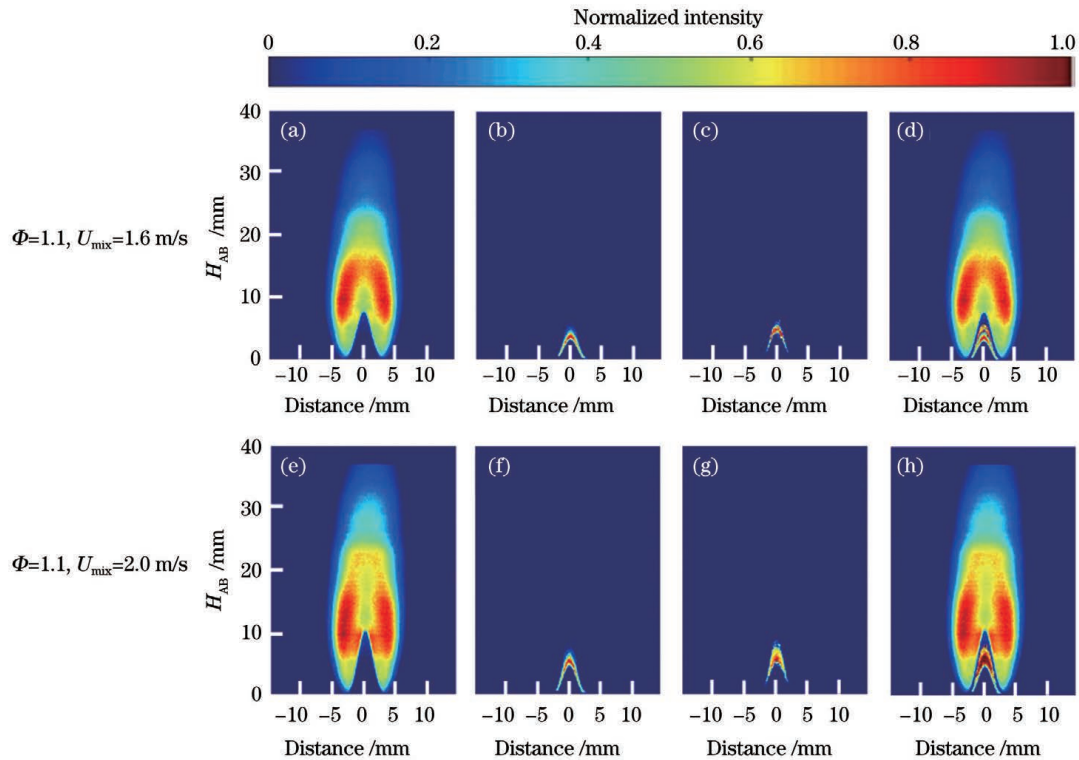 Normalized intensity
0 0.2 0.4 0.6 0.8 1.0
40 (a) (b) (c) (d)
30
Φ=1.1, U_mix=1.6 m/s
H_AB /mm
20
10
0
−10 −5 0 5 10 −10 −5 0 5 10 −10 −5 0 5 10 −10 −5 0 5 10
Distance /mm Distance /mm Distance /mm Distance /mm
40 (e) (f) (g) (h)
30
Φ=1.1, U_mix=2.0 m/s
H_AB /mm
20
10
0
−10 −5 0 5 10 −10 −5 0 5 10 −10 −5 0 5 10 −10 −5 0 5 10
Distance /mm Distance /mm Distance /mm Distance /mm